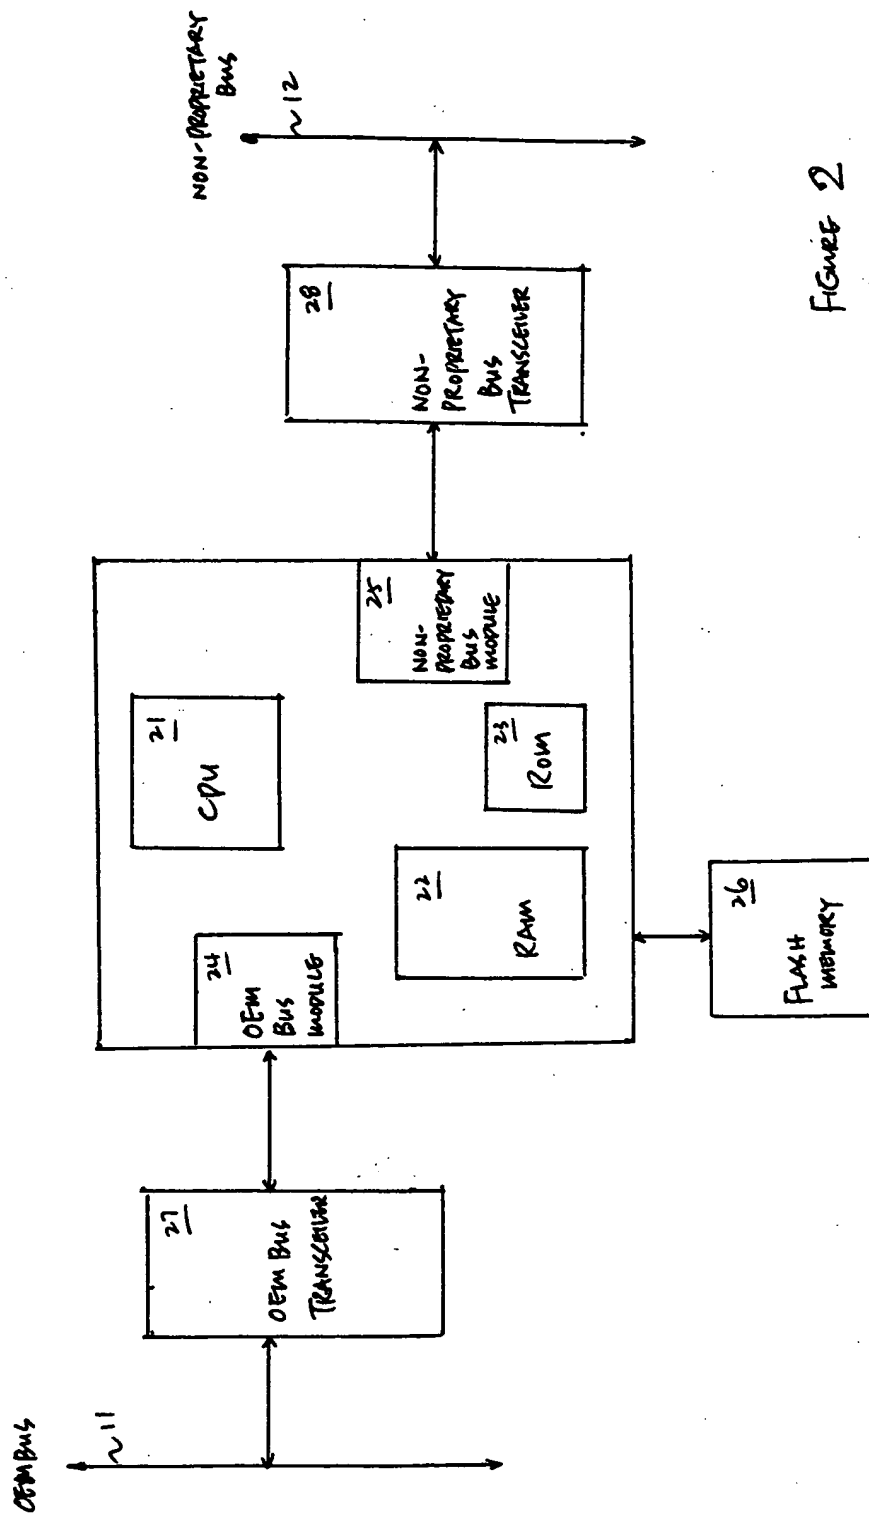 OEM BUS
11
27
OEM BUS
TRANSCEIVER
24
OEM
BUS
MODULE
21
CPU
22
RAM
23
ROM
25
NON-
PROPRIETARY
BUS
MODULE
26
FLASH
MEMORY
28
NON-
PROPRIETARY
BUS
TRANSCEIVER
NON-PROPRIETARY
BUS
12
FIGURE 2